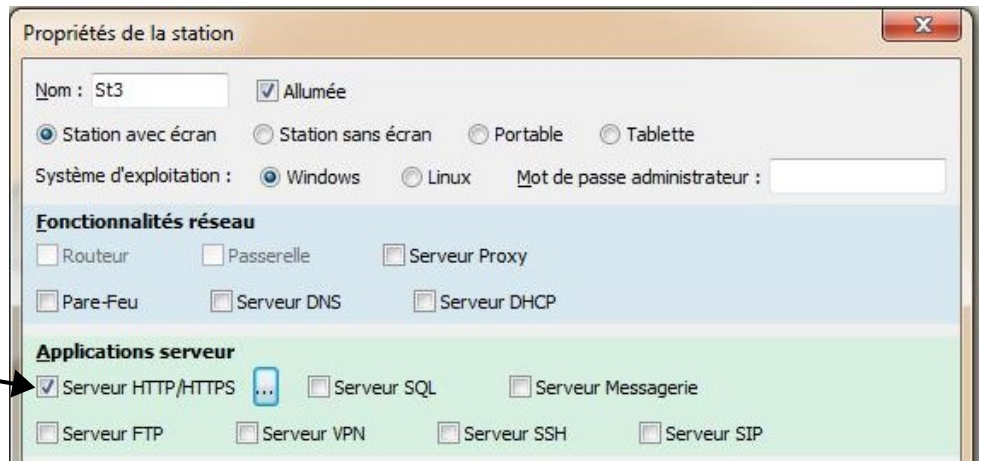 Propriétés de la station
Nom : St3 Allumée
Station avec écran Station sans écran Portable Tablette
Système d'exploitation : Windows Linux Mot de passe administrateur :
Fonctionnalités réseau
Routeur Passerelle Serveur Proxy
Pare-Feu Serveur DNS Serveur DHCP
Applications serveur
Serveur HTTP/HTTPS ... Serveur SQL Serveur Messagerie
Serveur FTP Serveur VPN Serveur SSH Serveur SIP